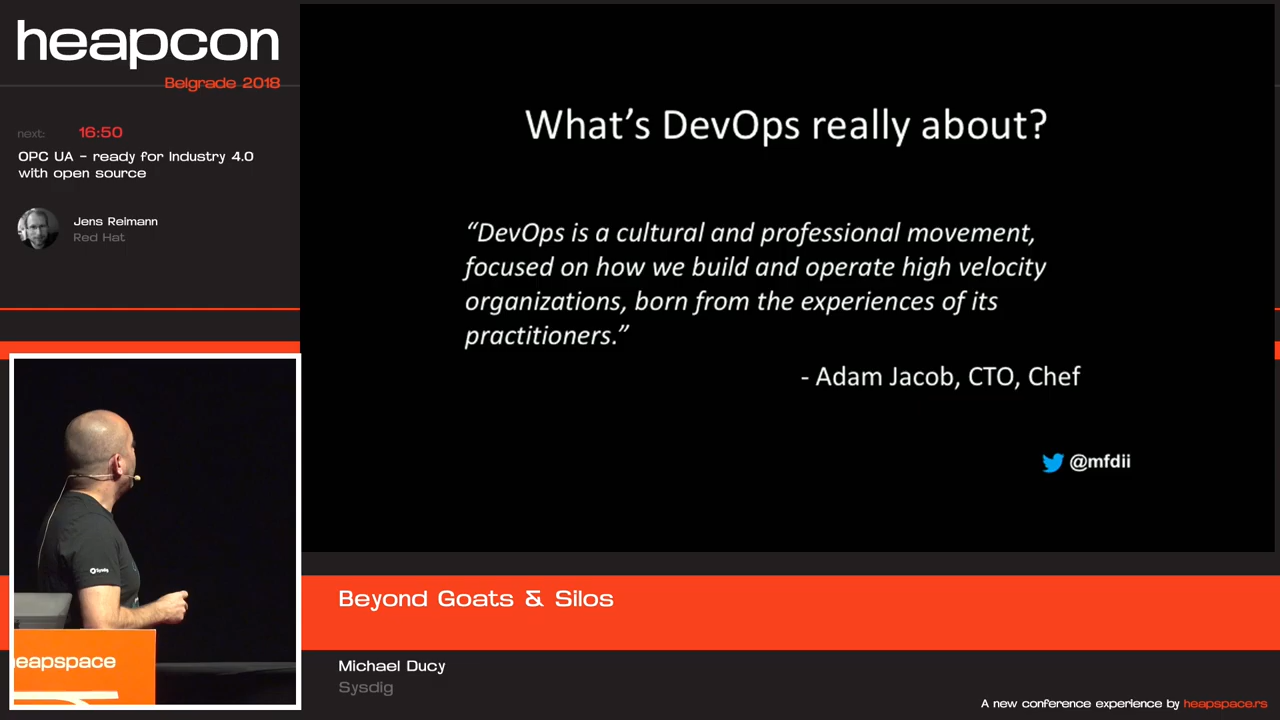 heapcon
Belgrade 2018
next: 16:50
OPC UA - ready for Industry 4.0
with open source
Jens Reimann
Red Hat
What's DevOps really about?
“DevOps is a cultural and professional movement,
focused on how we build and operate high velocity
organizations, born from the experiences of its
practitioners.”
- Adam Jacob, CTO, Chef
@mfdii
Sysdig
heapspace
Beyond Goats & Silos
Michael Ducy
Sysdig
A new conference experience by heapspace.rs